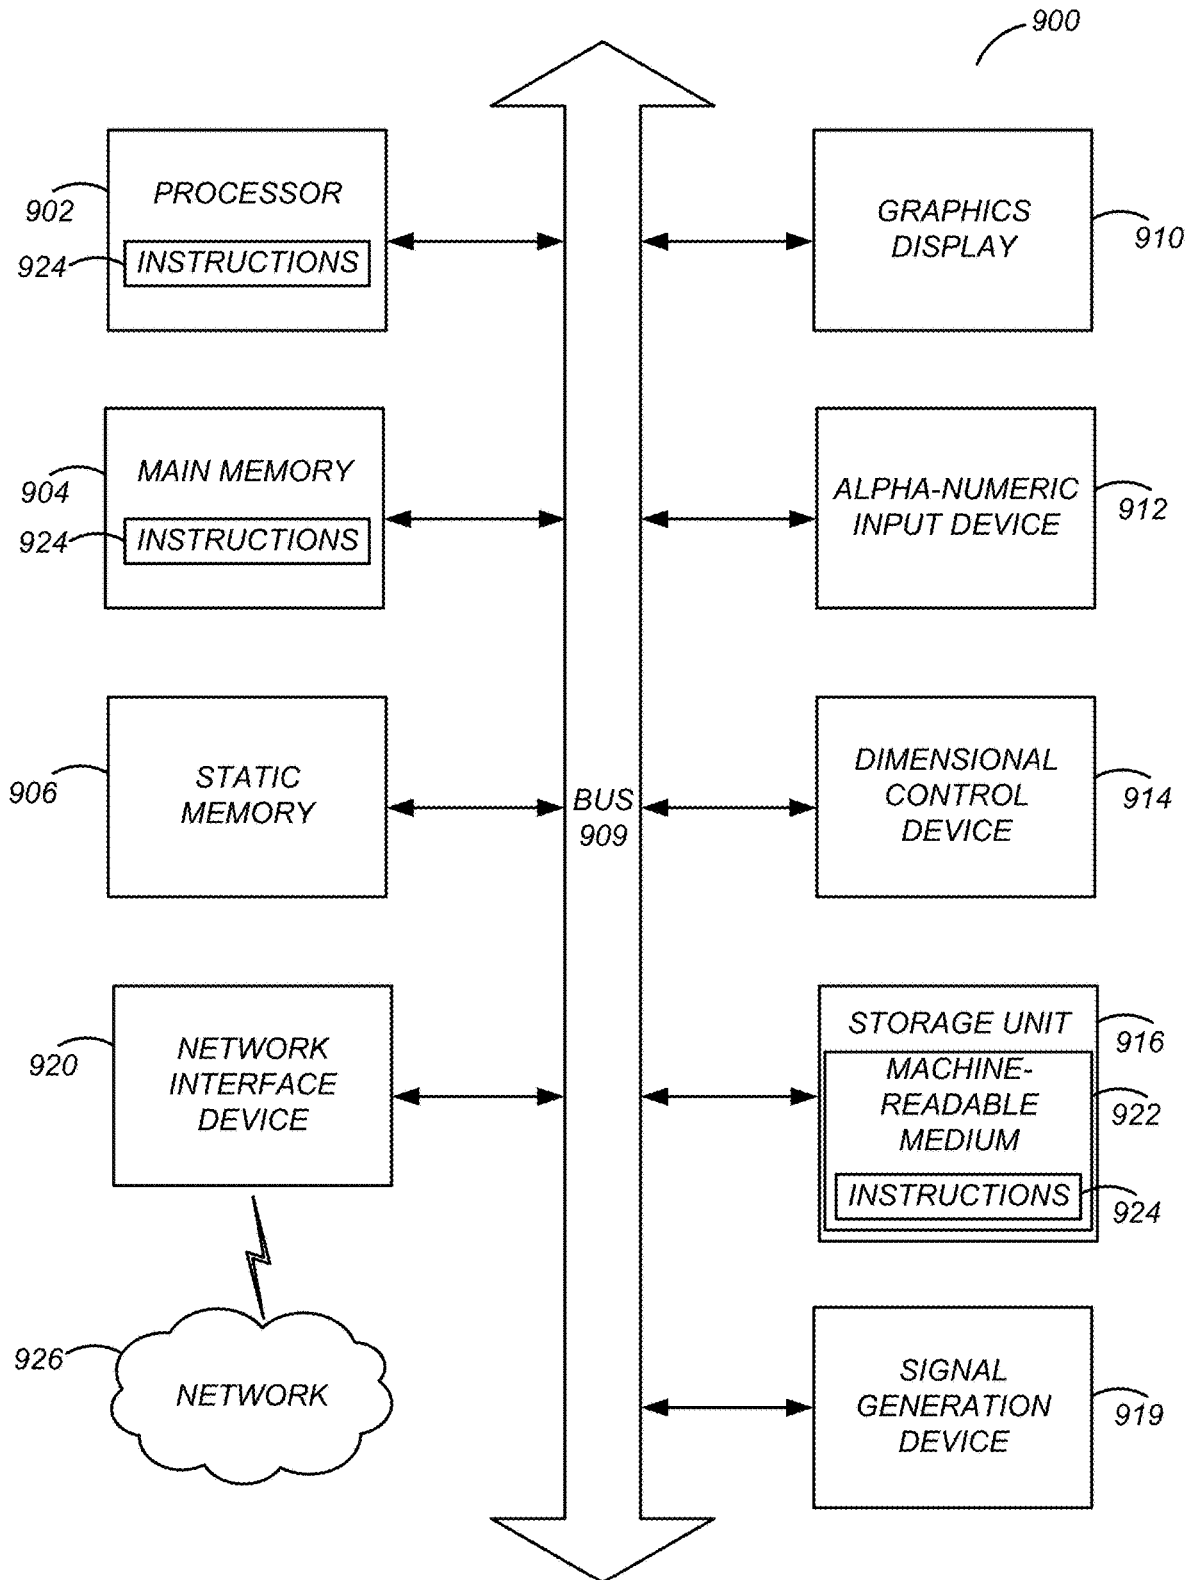 900
PROCESSOR
902
924
INSTRUCTIONS
GRAPHICS
DISPLAY
910
MAIN MEMORY
904
924
INSTRUCTIONS
ALPHA-NUMERIC
INPUT DEVICE
912
STATIC
MEMORY
906
BUS
909
DIMENSIONAL
CONTROL
DEVICE
914
NETWORK
INTERFACE
DEVICE
920
STORAGE UNIT
916
MACHINE-
READABLE
MEDIUM
922
INSTRUCTIONS
924
926
NETWORK
SIGNAL
GENERATION
DEVICE
919